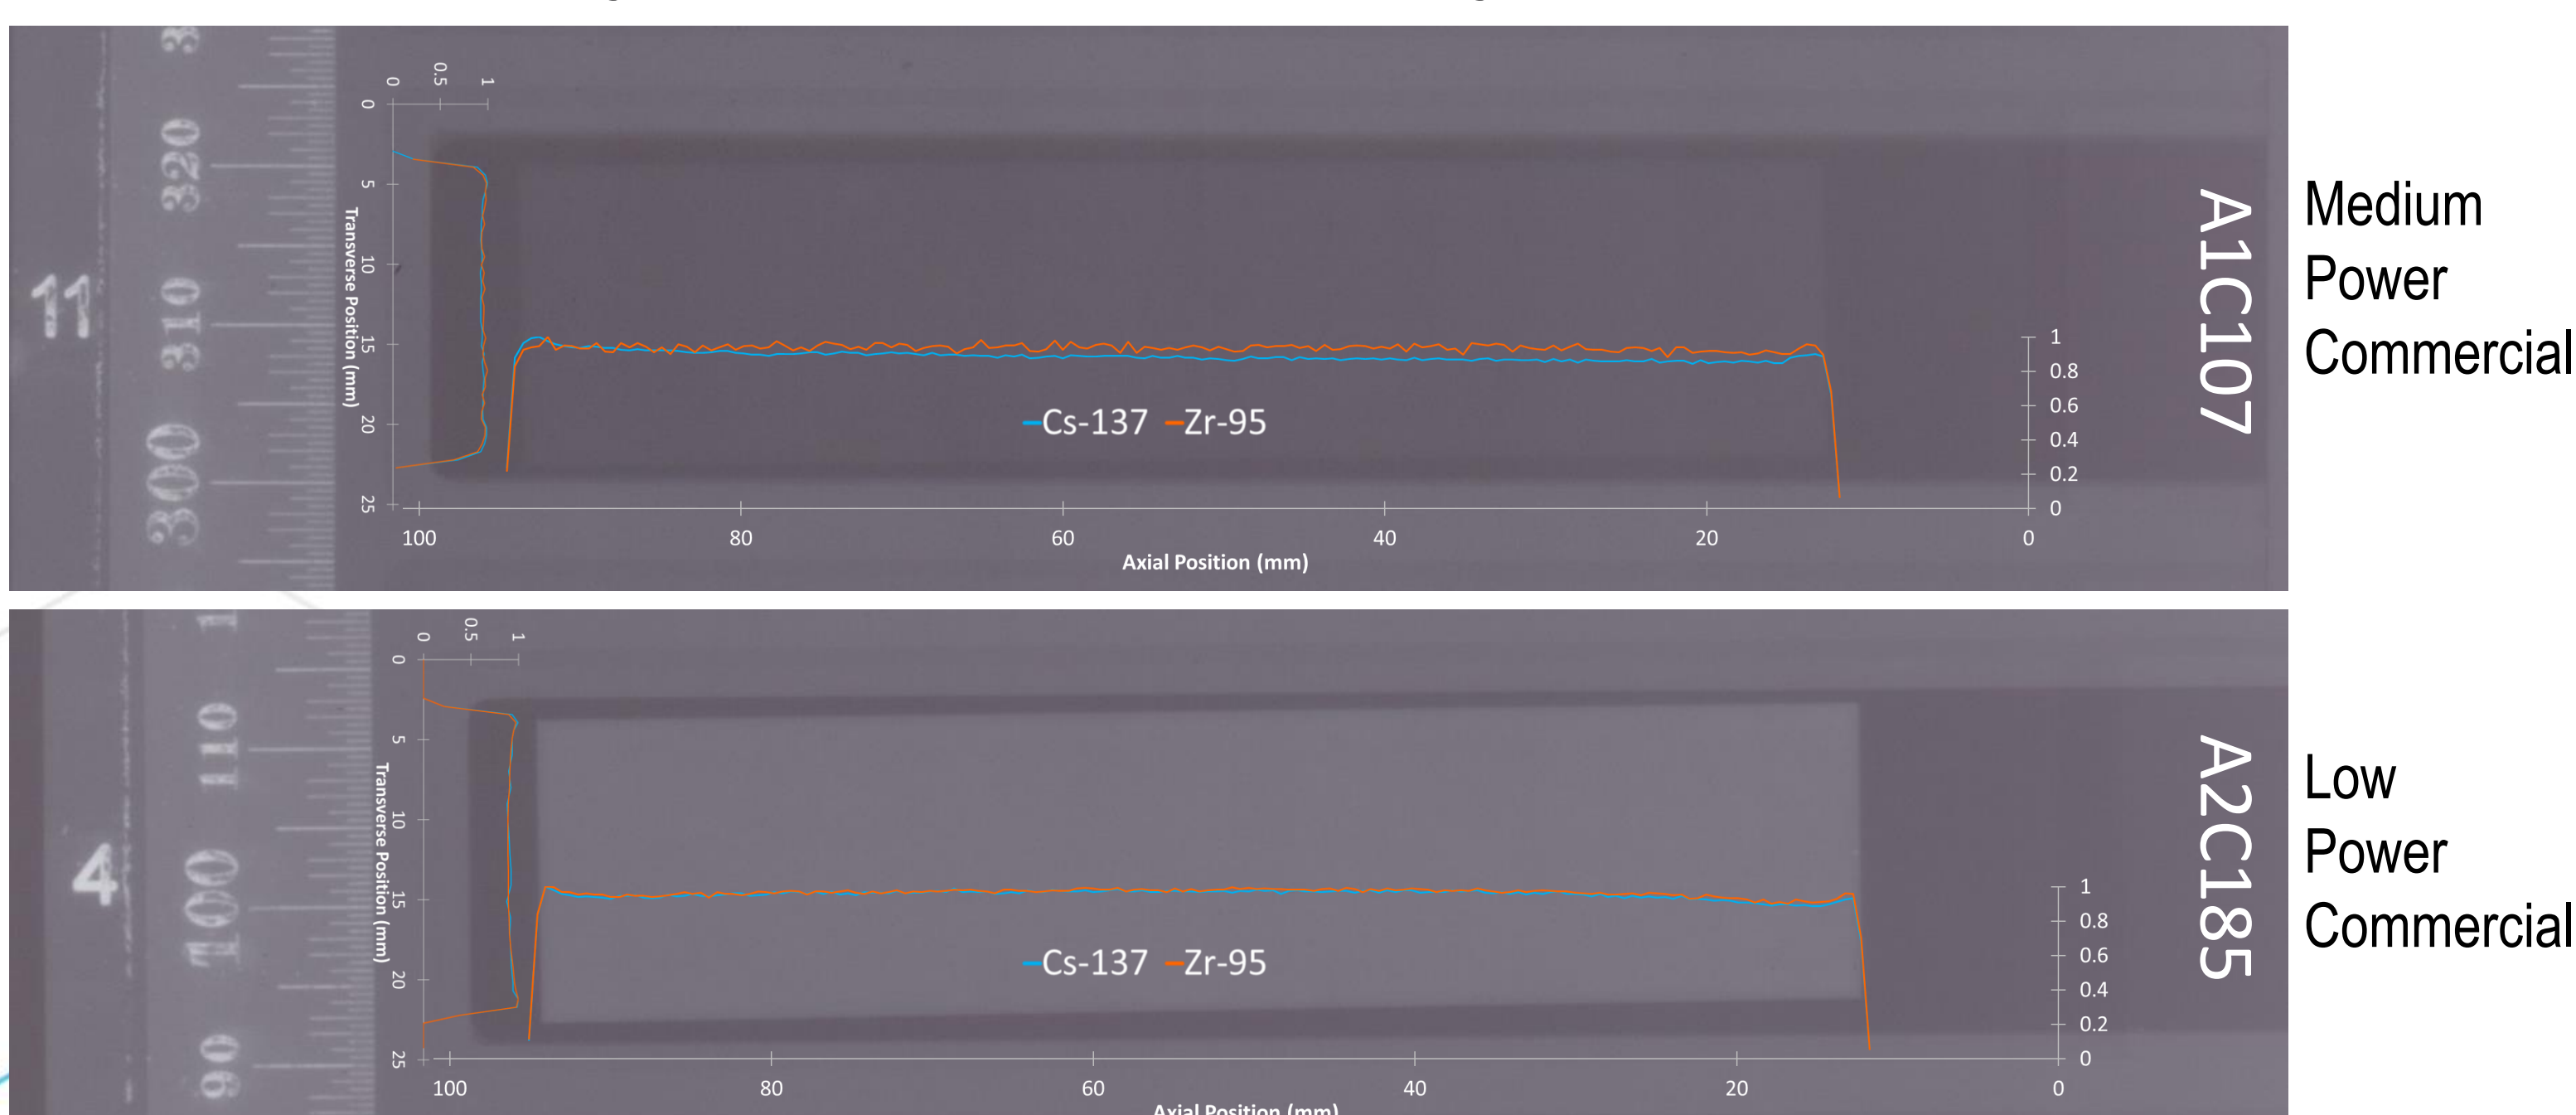 0
0.5
1
0
5
10
15
20
25
Transverse Position (mm)
11
320
310
300
Cs-137 Zr-95
1
0.8
0.6
0.4
0.2
0
100 80 60 40 20 0
Axial Position (mm)
A1C107
Medium
Power
Commercial
0
0.5
1
0
5
10
15
20
25
Transverse Position (mm)
4
110
100
90
Cs-137 Zr-95
1
0.8
0.6
0.4
0.2
0
100 80 60 40 20 0
Axial Position (mm)
A2C185
Low
Power
Commercial